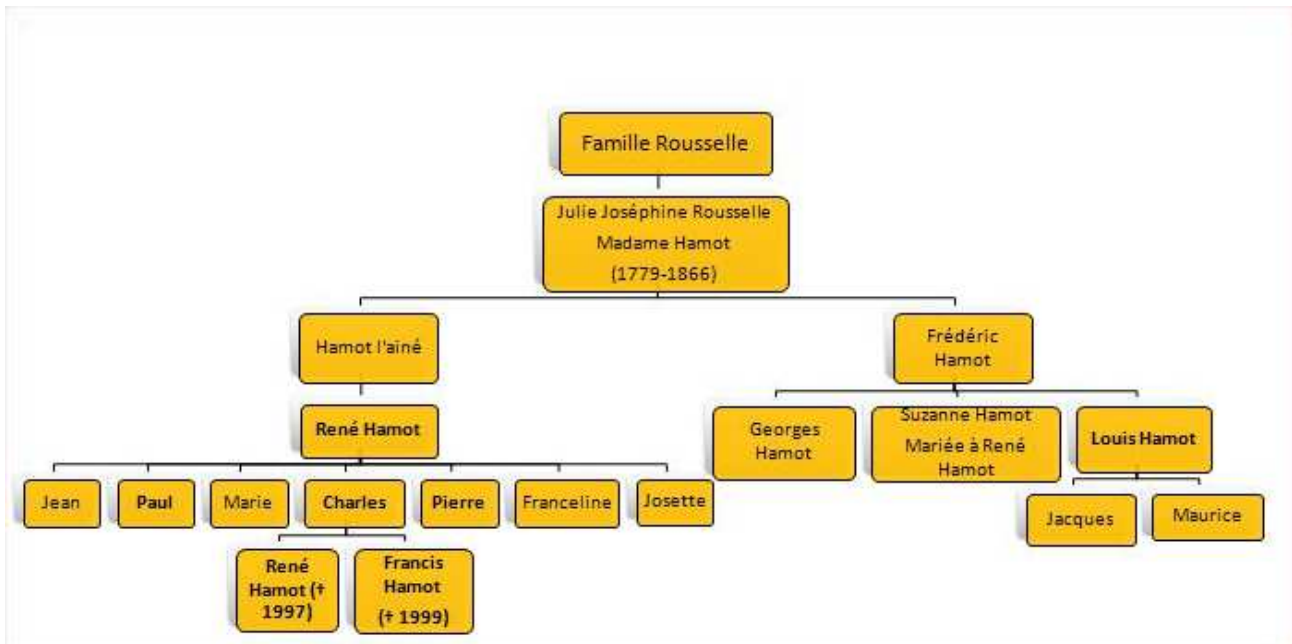 Famille Rousselle
Julie Joséphine Rousselle
Madame Hamot
(1779-1866)
Hamot l'ainé
Frédéric
Hamot
René Hamot
Georges
Hamot
Suzanne Hamot
Mariée à René
Hamot
Louis Hamot
Jean
Paul
Marie
Charles
Pierre
Franceline
Josette
Jacques
Maurice
René
Hamot (†
1997)
Francis
Hamot
(† 1999)